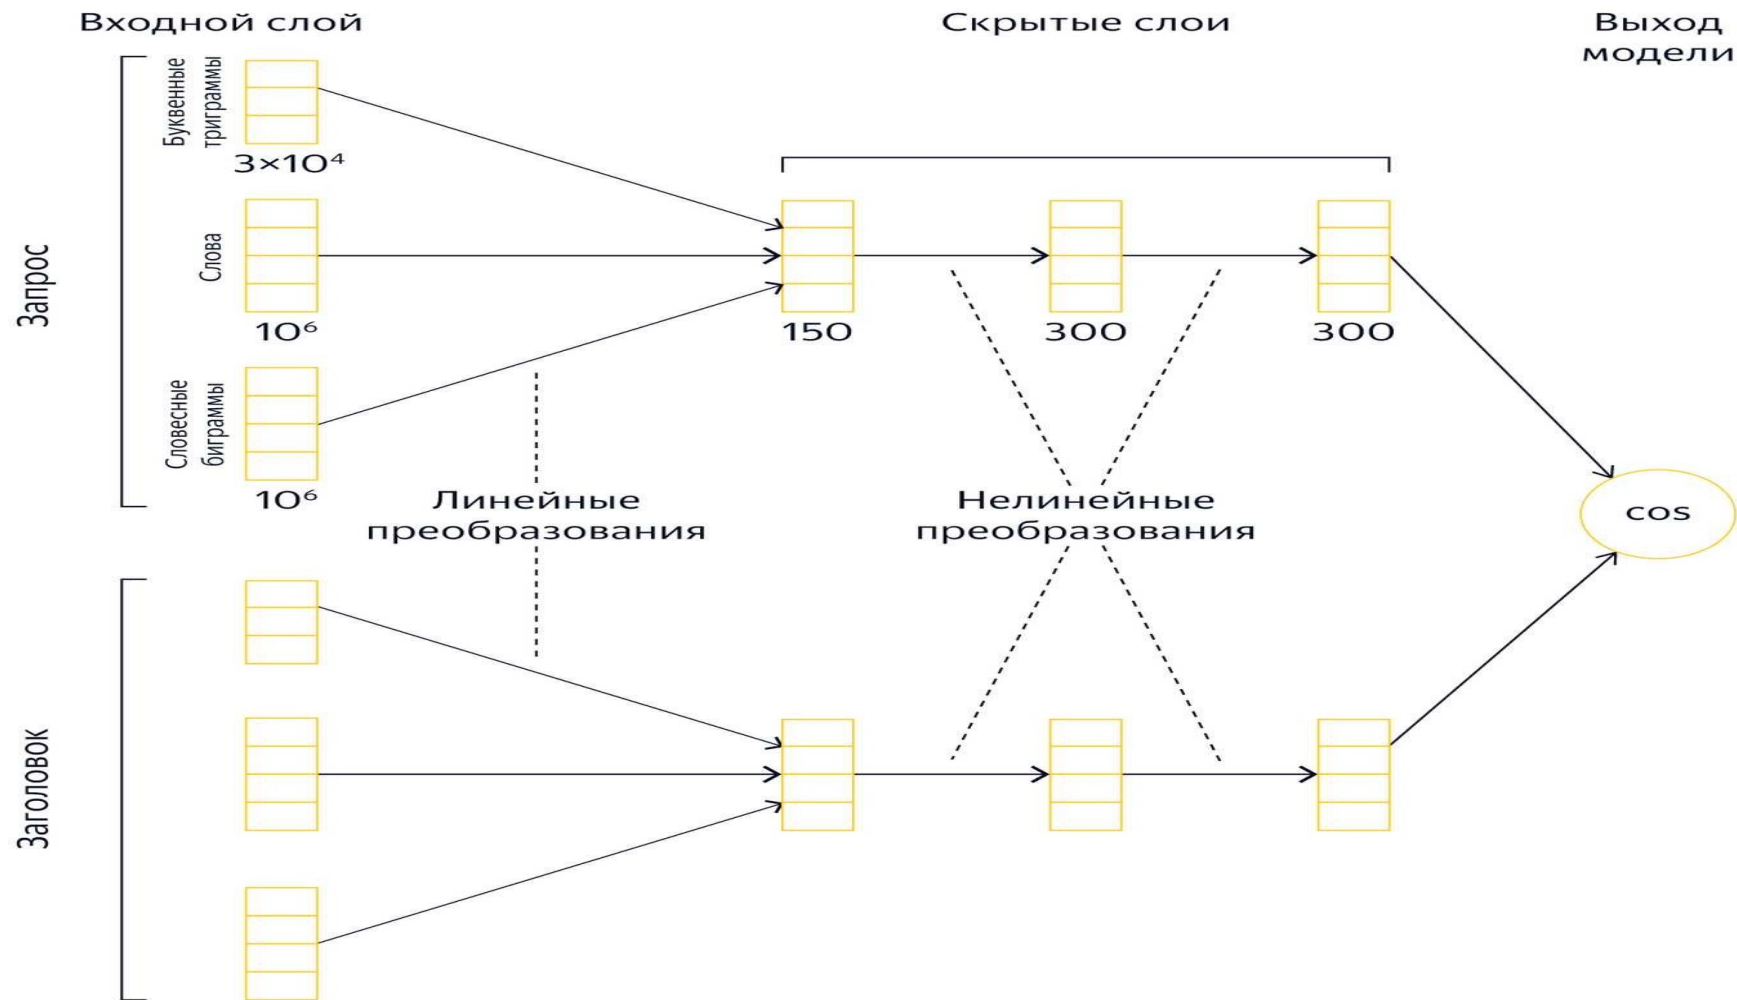 Входной слой
Скрытые слои
Выход
модели
Запрос
Буквенные
триграммы
3×10⁴
Слова
10⁶
Словесные
биграммы
10⁶
150
300
300
Линейные
преобразования
Нелинейные
преобразования
cos
Заголовок